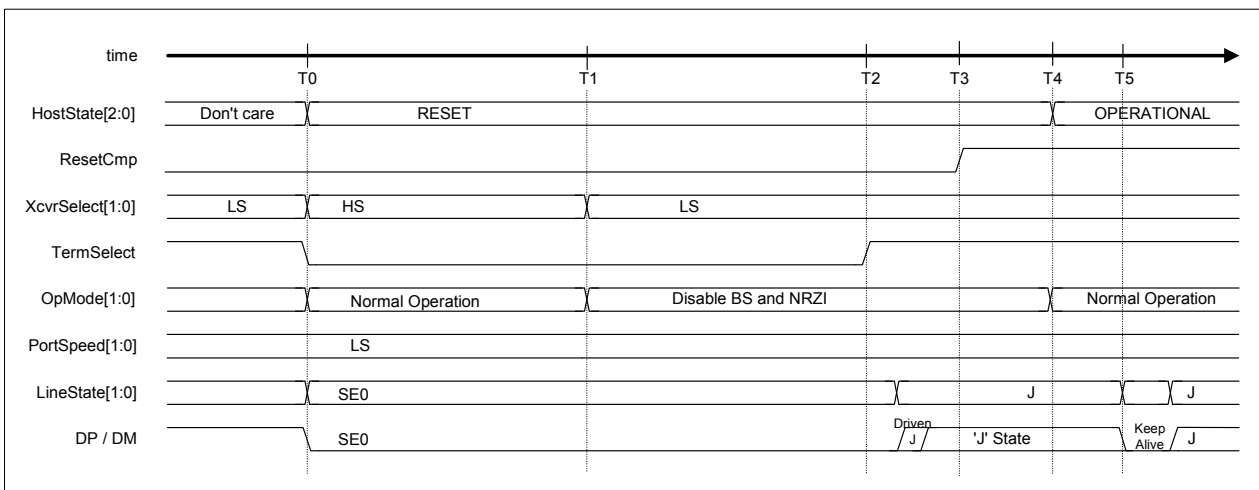 time
T0 T1 T2 T3 T4 T5
HostState[2:0] Don't care RESET OPERATIONAL
ResetCmp
XcvrSelect[1:0] LS HS LS
TermSelect
OpMode[1:0] Normal Operation Disable BS and NRZI Normal Operation
PortSpeed[1:0] LS
LineState[1:0] SE0 J J
DP / DM SE0 Driven J 'J' State Keep Alive J